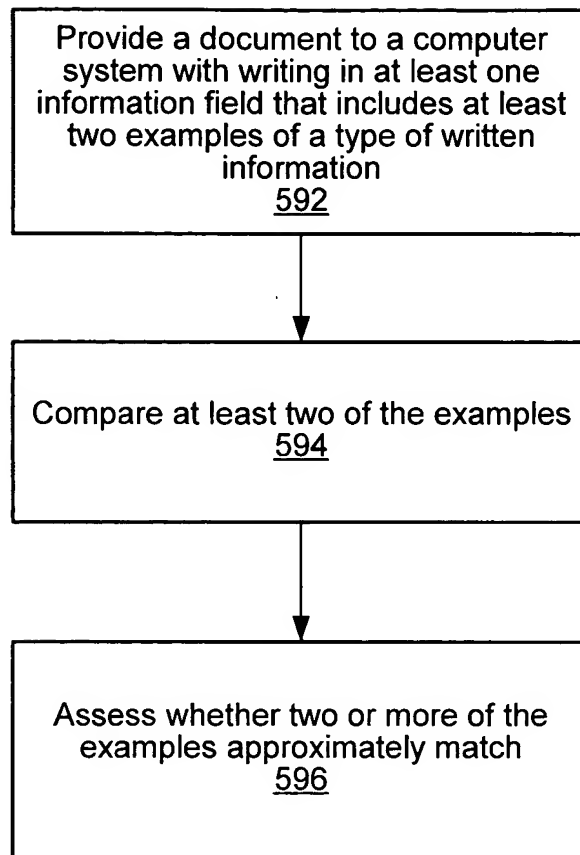 Provide a document to a computer
system with writing in at least one
information field that includes at least
two examples of a type of written
information
592
Compare at least two of the examples
594
Assess whether two or more of the
examples approximately match
596